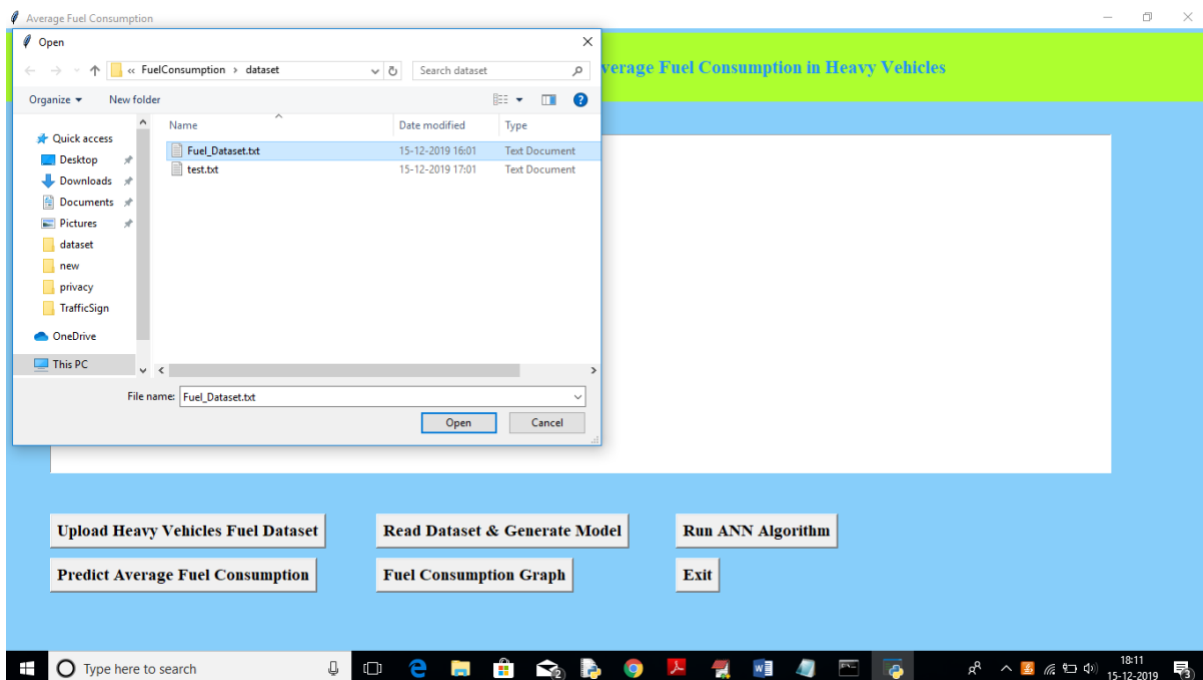 Average Fuel Consumption
Open
« FuelConsumption › dataset
Search dataset
verage Fuel Consumption in Heavy Vehicles
Organize
New folder
Name
Date modified
Type
Quick access
Desktop
Downloads
Documents
Pictures
dataset
new
privacy
TrafficSign
OneDrive
This PC
Fuel_Dataset.txt 15-12-2019 16:01 Text Document
test.txt 15-12-2019 17:01 Text Document
File name: Fuel_Dataset.txt
Open
Cancel
Upload Heavy Vehicles Fuel Dataset
Read Dataset & Generate Model
Run ANN Algorithm
Predict Average Fuel Consumption
Fuel Consumption Graph
Exit
Type here to search
18:11
15-12-2019